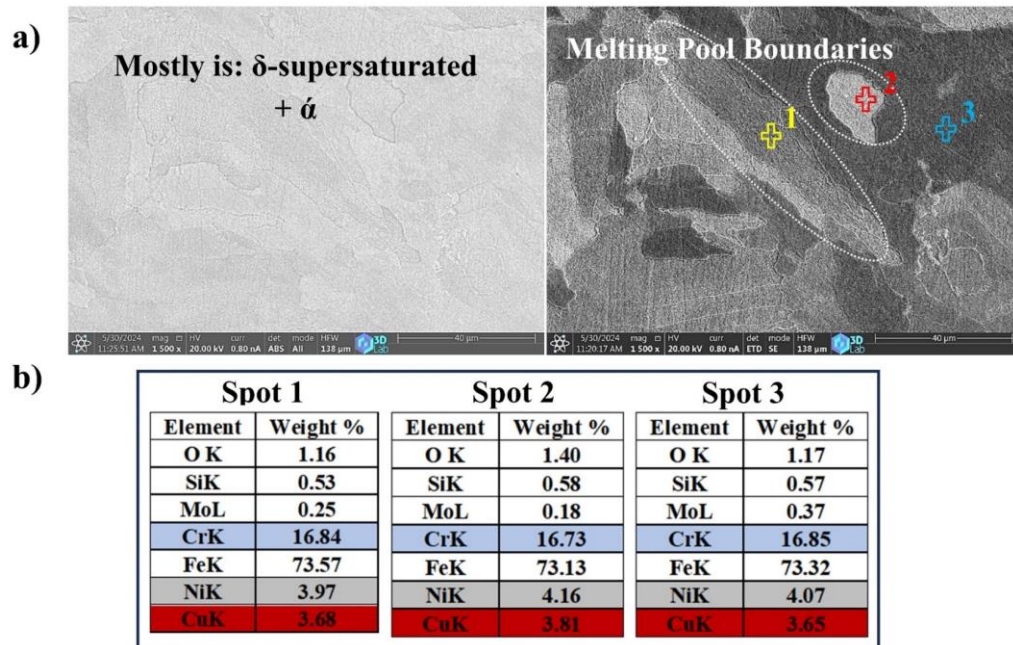 a)
Mostly is: δ-supersaturated
+ ά
Melting Pool Boundaries
1
2
3
5/30/2024 mag HV curr det mode HFW 40 µm
11:25:51 AM 1 500 x 20.00 kV 0.80 nA ABS All 138 µm 3D Lab
5/30/2024 mag HV curr det mode HFW 40 µm
11:20:17 AM 1 500 x 20.00 kV 0.80 nA ETD SE 138 µm 3D Lab
b)
Spot 1 Spot 2 Spot 3
Element Weight % Element Weight % Element Weight %
O K 1.16 O K 1.40 O K 1.17
SiK 0.53 SiK 0.58 SiK 0.57
MoL 0.25 MoL 0.18 MoL 0.37
CrK 16.84 CrK 16.73 CrK 16.85
FeK 73.57 FeK 73.13 FeK 73.32
NiK 3.97 NiK 4.16 NiK 4.07
CuK 3.68 CuK 3.81 CuK 3.65